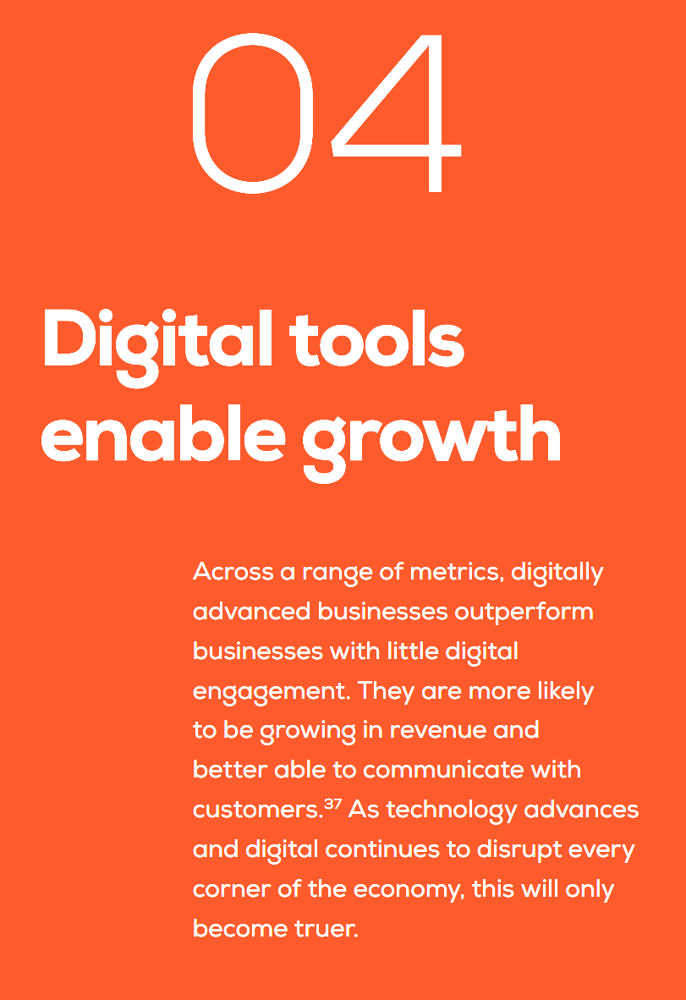 04
Digital tools
enable growth
Across a range of metrics, digitally
advanced businesses outperform
businesses with little digital
engagement. They are more likely
to be growing in revenue and
better able to communicate with
customers.³⁷ As technology advances
and digital continues to disrupt every
corner of the economy, this will only
become truer.